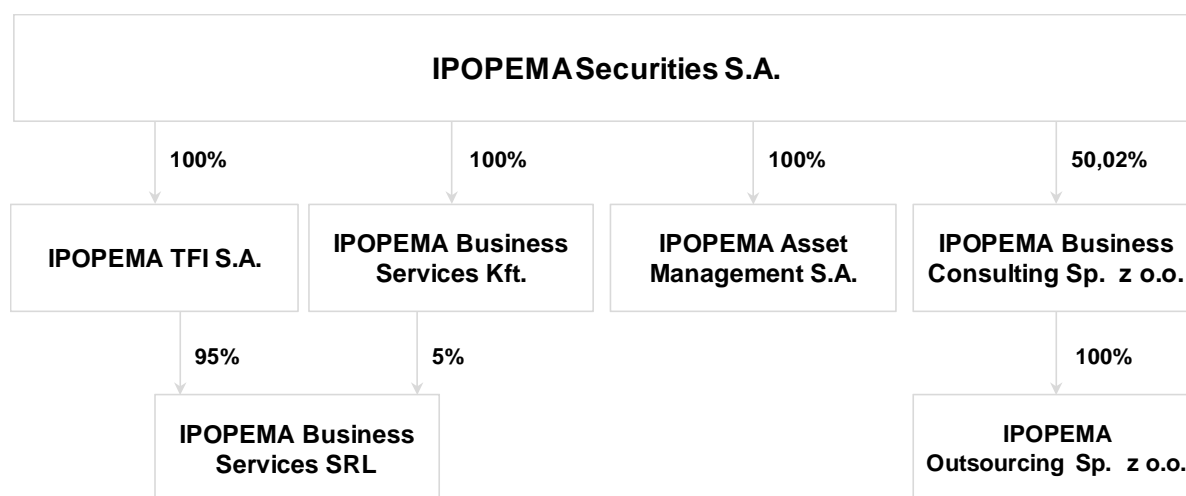 IPOPEMA Securities S.A.
100%
100%
100%
50,02%
IPOPEMA TFI S.A.
IPOPEMA Business
Services Kft.
IPOPEMA Asset
Management S.A.
IPOPEMA Business
Consulting Sp. z o.o.
95%
5%
100%
IPOPEMA Business
Services SRL
IPOPEMA
Outsourcing Sp. z o.o.